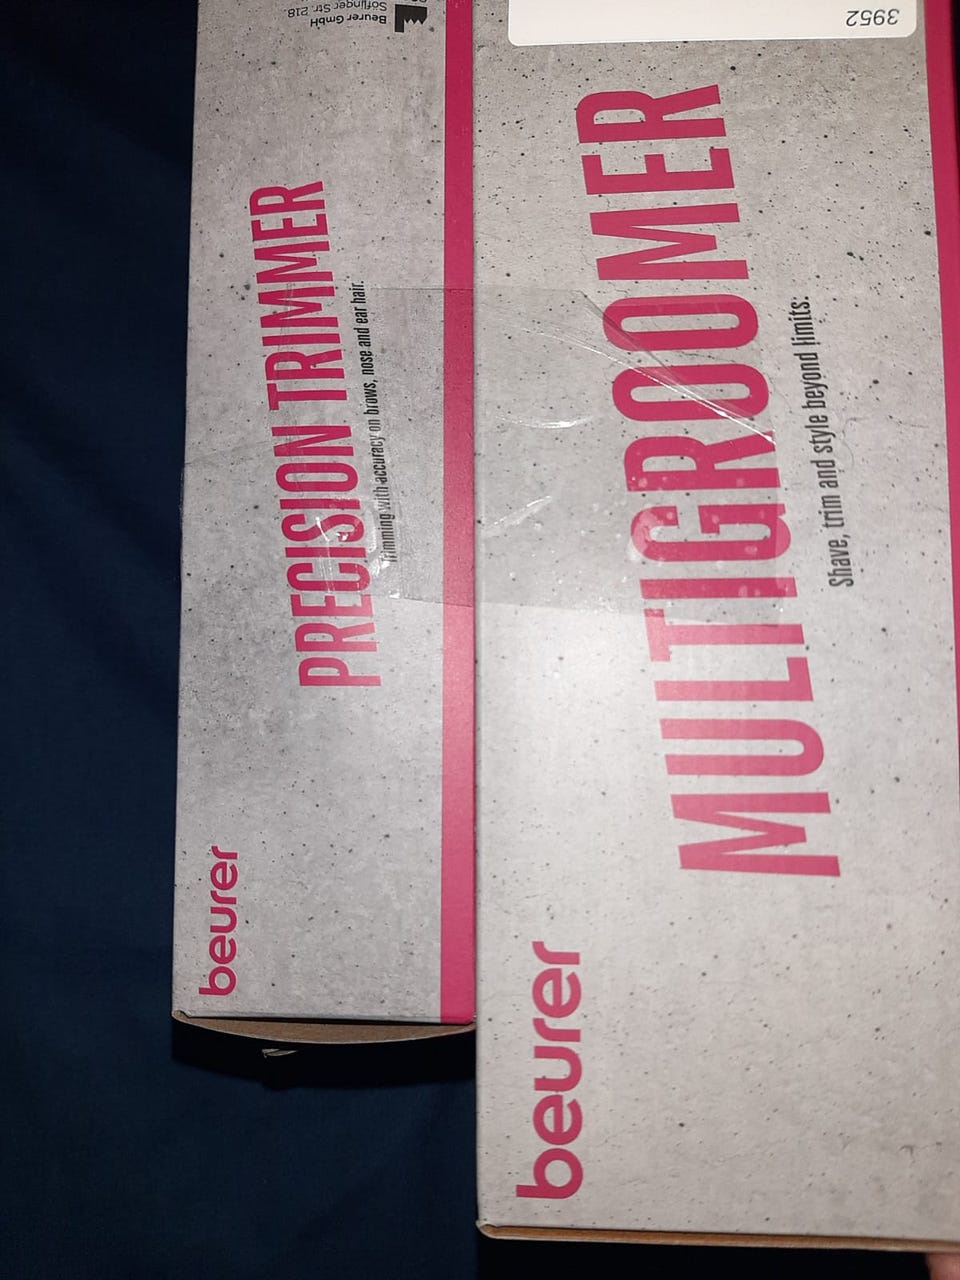 beurer
PRECISION TRIMMER
Trimming with accuracy on brows, nose and ear hair.
Beurer GmbH
Söflinger Str. 218
beurer
MULTIGROOMER
Shave, trim and style beyond limits:
3952